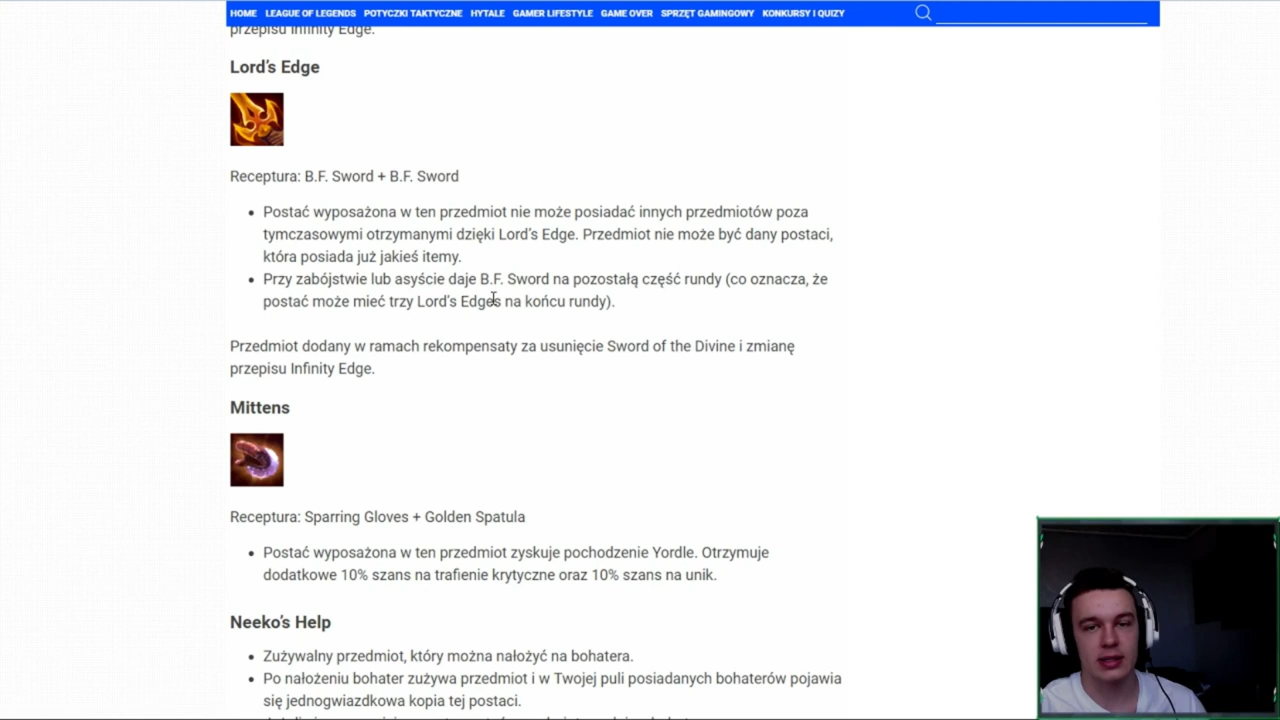 HOME LEAGUE OF LEGENDS POTYCZKI TAKTYCZNE HYTALE GAMER LIFESTYLE GAME OVER SPRZĘT GAMINGOWY KONKURSY I QUIZY
przepisu Infinity Edge.
Lord's Edge
Receptura: B.F. Sword + B.F. Sword
• Postać wyposażona w ten przedmiot nie może posiadać innych przedmiotów poza
tymczasowymi otrzymanymi dzięki Lord's Edge. Przedmiot nie może być dany postaci,
która posiada już jakieś itemy.
• Przy zabójstwie lub asyście daje B.F. Sword na pozostałą część rundy (co oznacza, że
postać może mieć trzy Lord's Edges na końcu rundy).
Przedmiot dodany w ramach rekompensaty za usunięcie Sword of the Divine i zmianę
przepisu Infinity Edge.
Mittens
Receptura: Sparring Gloves + Golden Spatula
• Postać wyposażona w ten przedmiot zyskuje pochodzenie Yordle. Otrzymuje
dodatkowe 10% szans na trafienie krytyczne oraz 10% szans na unik.
Neeko's Help
• Zużywalny przedmiot, który można nałożyć na bohatera.
• Po nałożeniu bohater zużywa przedmiot i w Twojej puli posiadanych bohaterów pojawia
się jednogwiazdkowa kopia tej postaci.